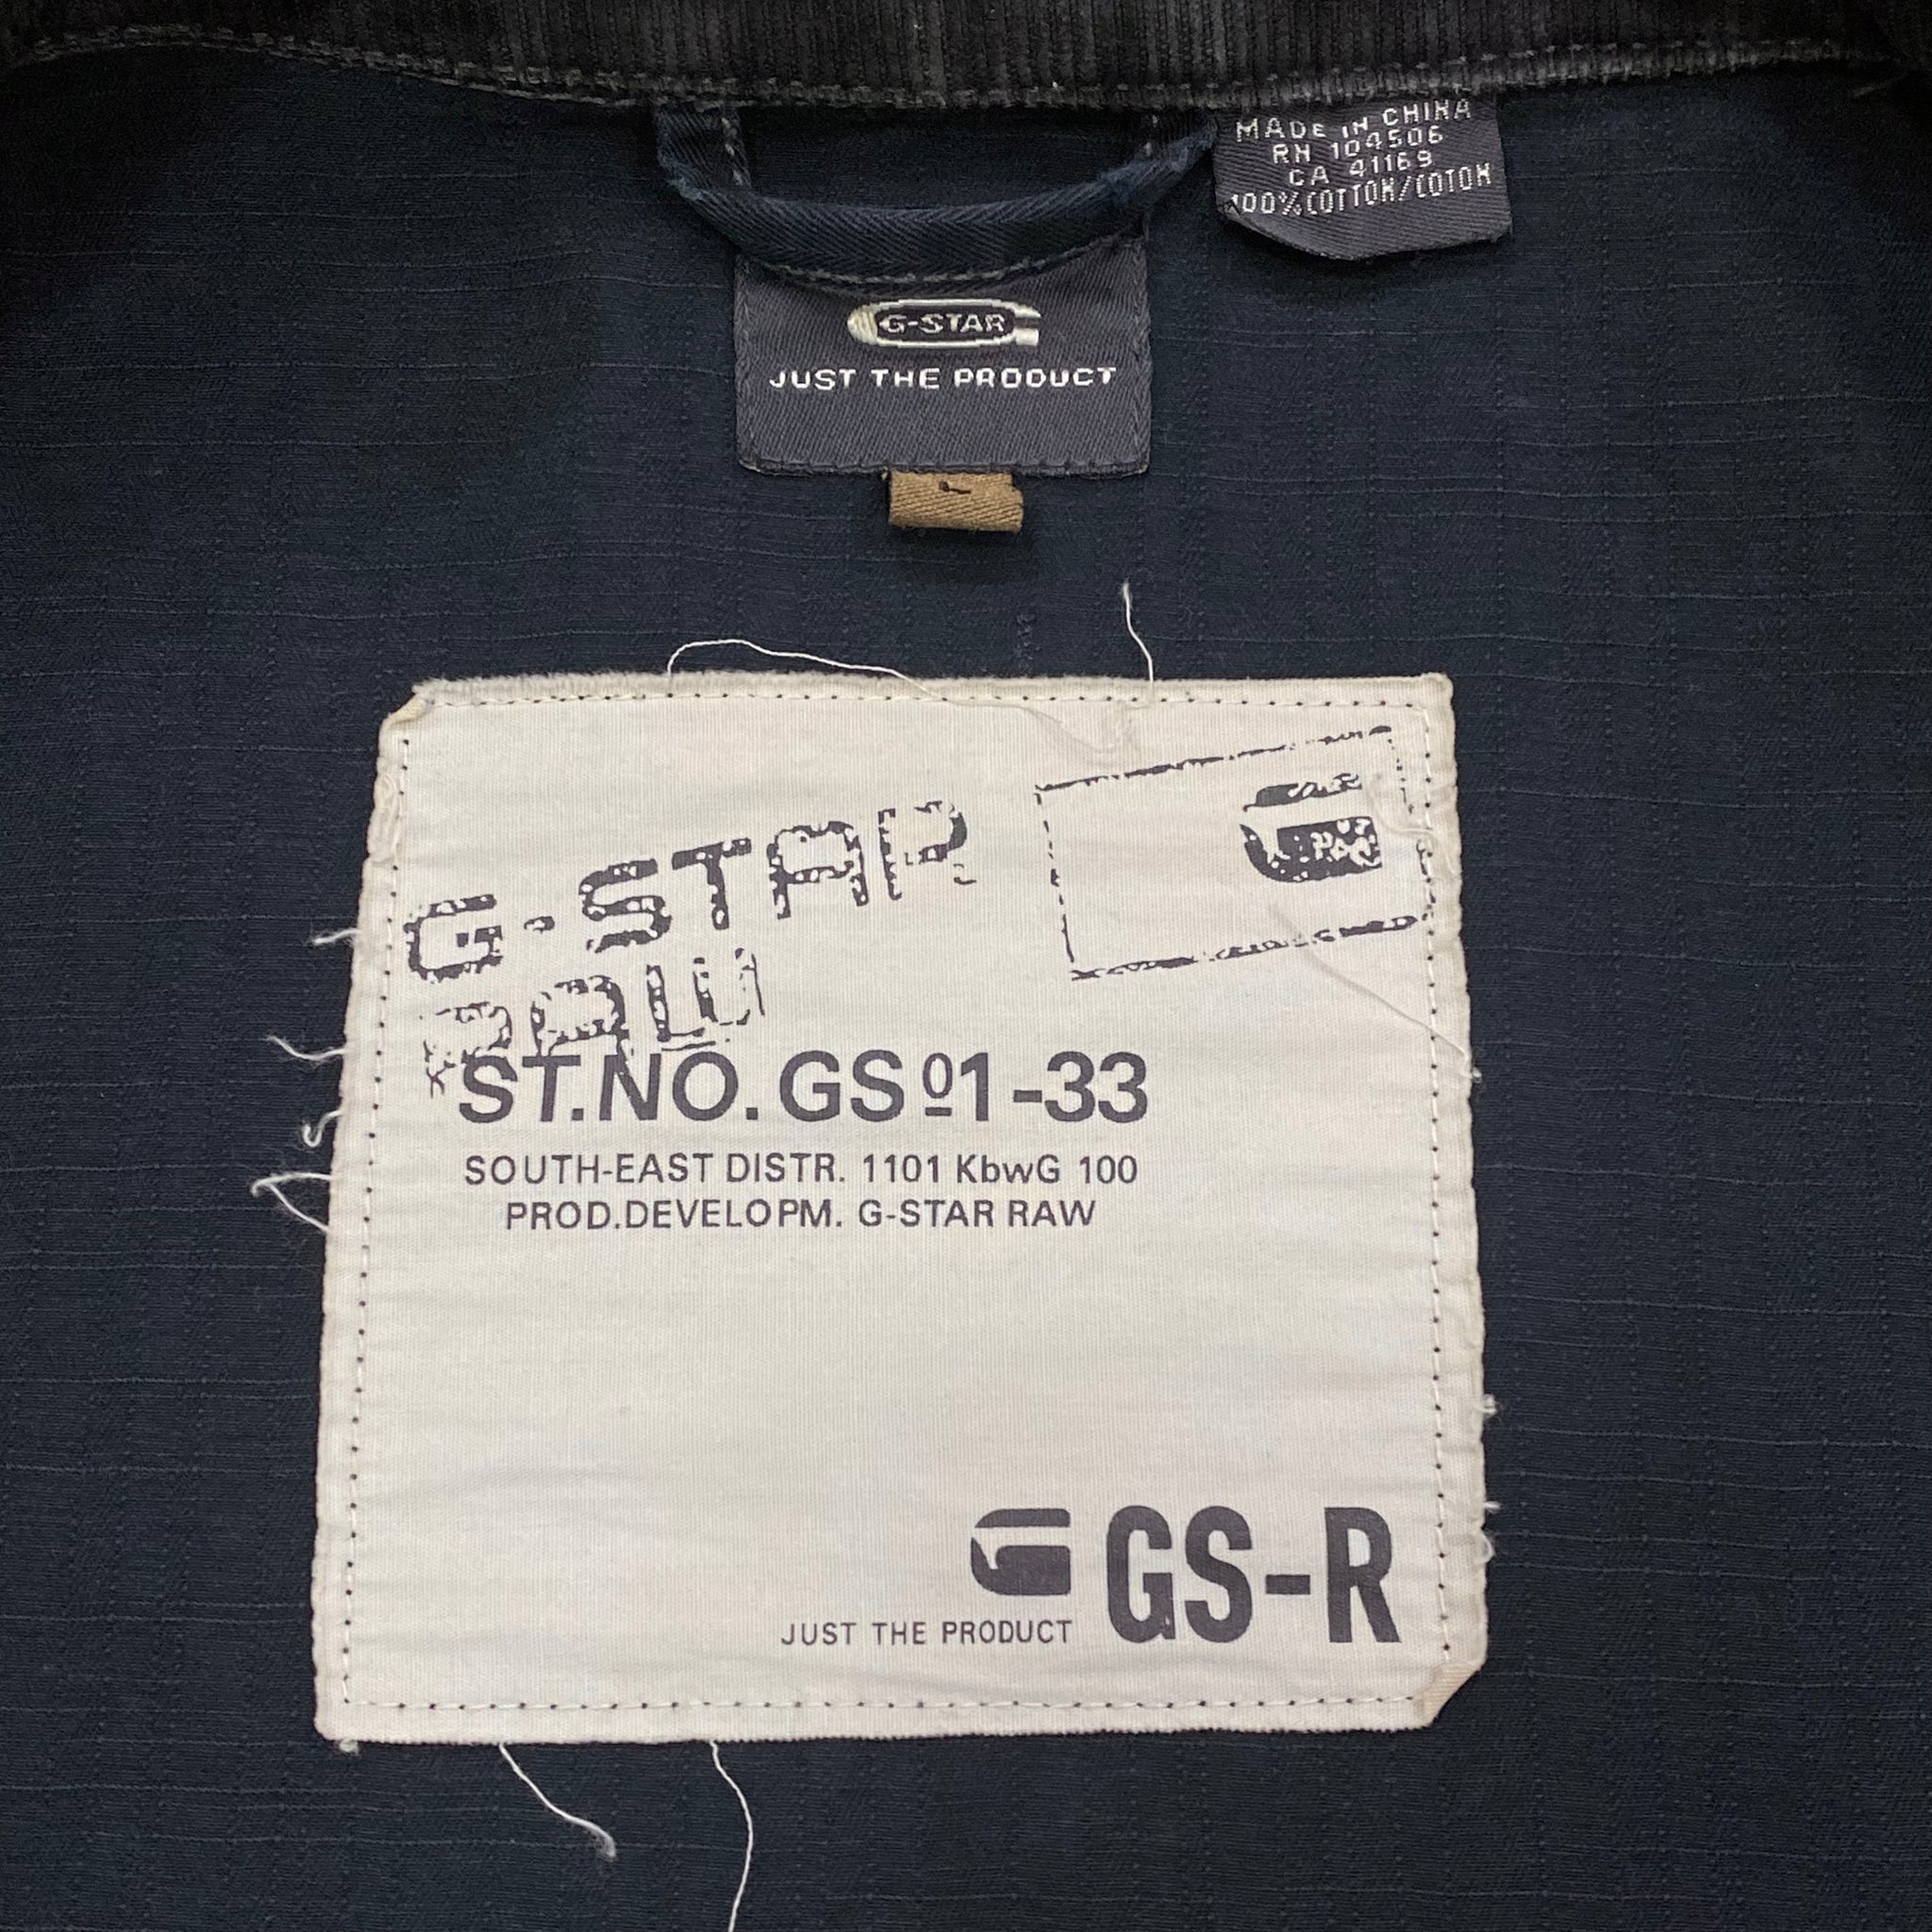 MADE IN CHINA
RN 104506
CA 41169
100% COTTON/COTON
G-STAR
JUST THE PRODUCT
G-STAR
RAW
G
ST.NO. GS 01-33
SOUTH-EAST DISTR. 1101 KbwG 100
PROD.DEVELOPM. G-STAR RAW
G GS-R
JUST THE PRODUCT